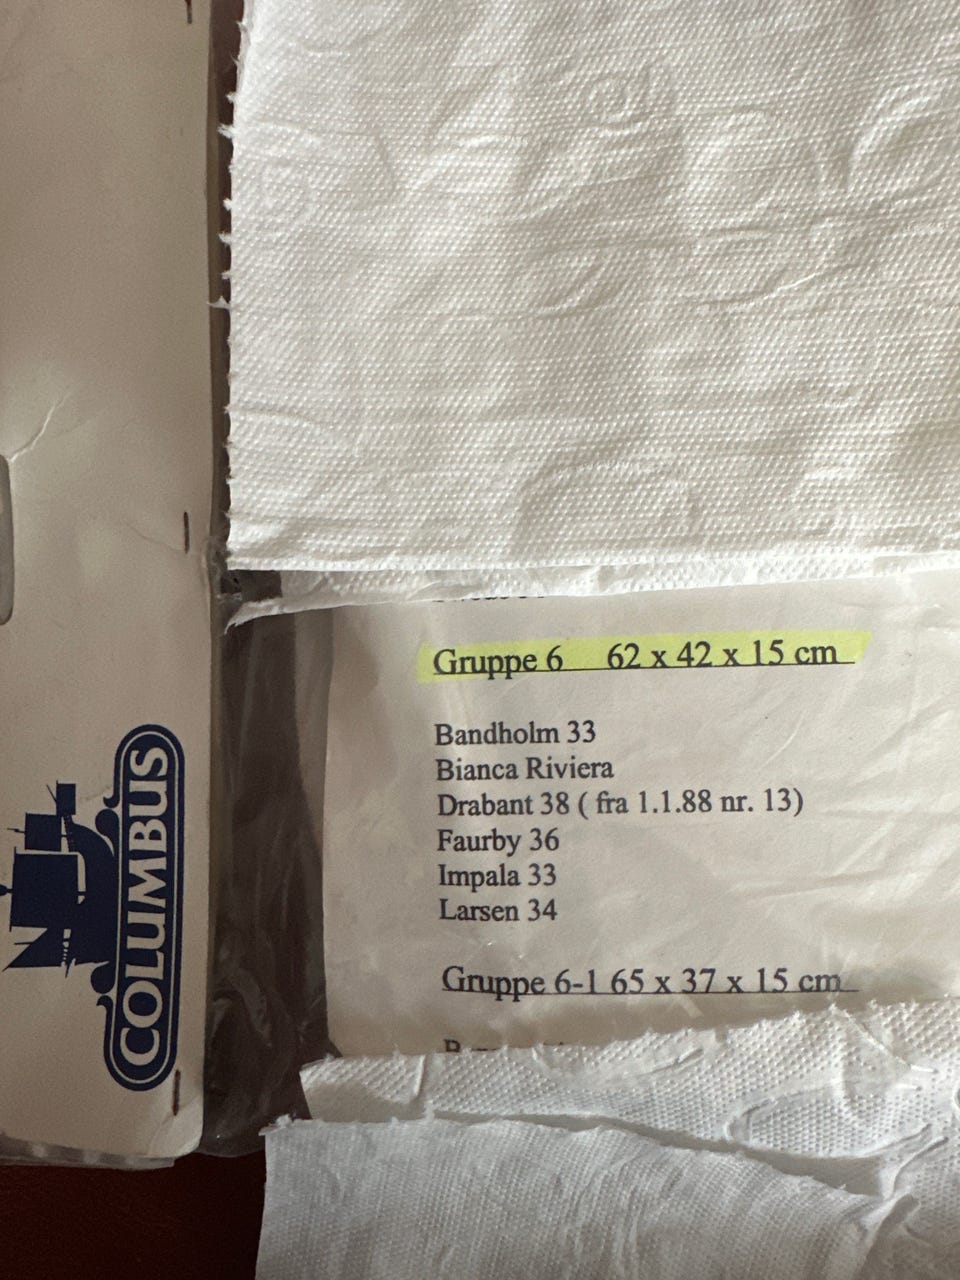 Gruppe 6 62 x 42 x 15 cm
Bandholm 33
Bianca Riviera
Drabant 38 ( fra 1.1.88 nr. 13)
Faurby 36
Impala 33
Larsen 34
Gruppe 6-1 65 x 37 x 15 cm
COLUMBUS